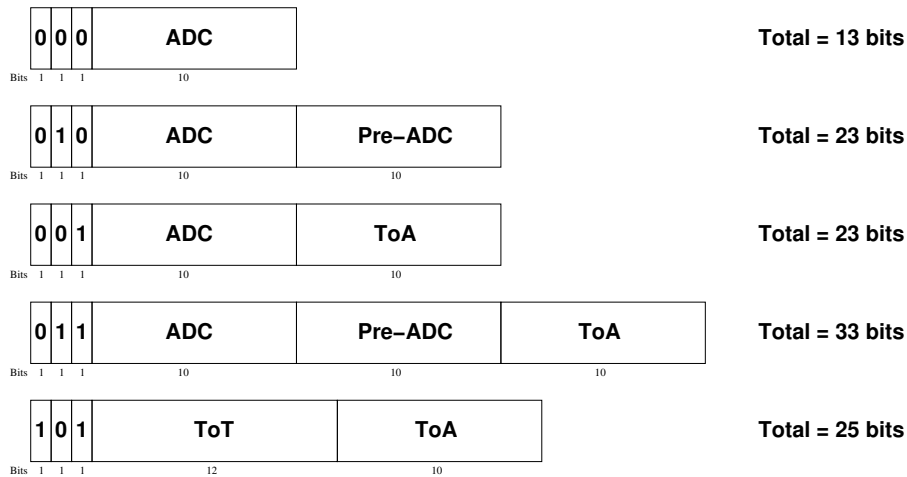 0 0 0 ADC Total = 13 bits
Bits 1 1 1 10
0 1 0 ADC Pre−ADC Total = 23 bits
Bits 1 1 1 10 10
0 0 1 ADC ToA Total = 23 bits
Bits 1 1 1 10 10
0 1 1 ADC Pre−ADC ToA Total = 33 bits
Bits 1 1 1 10 10 10
1 0 1 ToT ToA Total = 25 bits
Bits 1 1 1 12 10